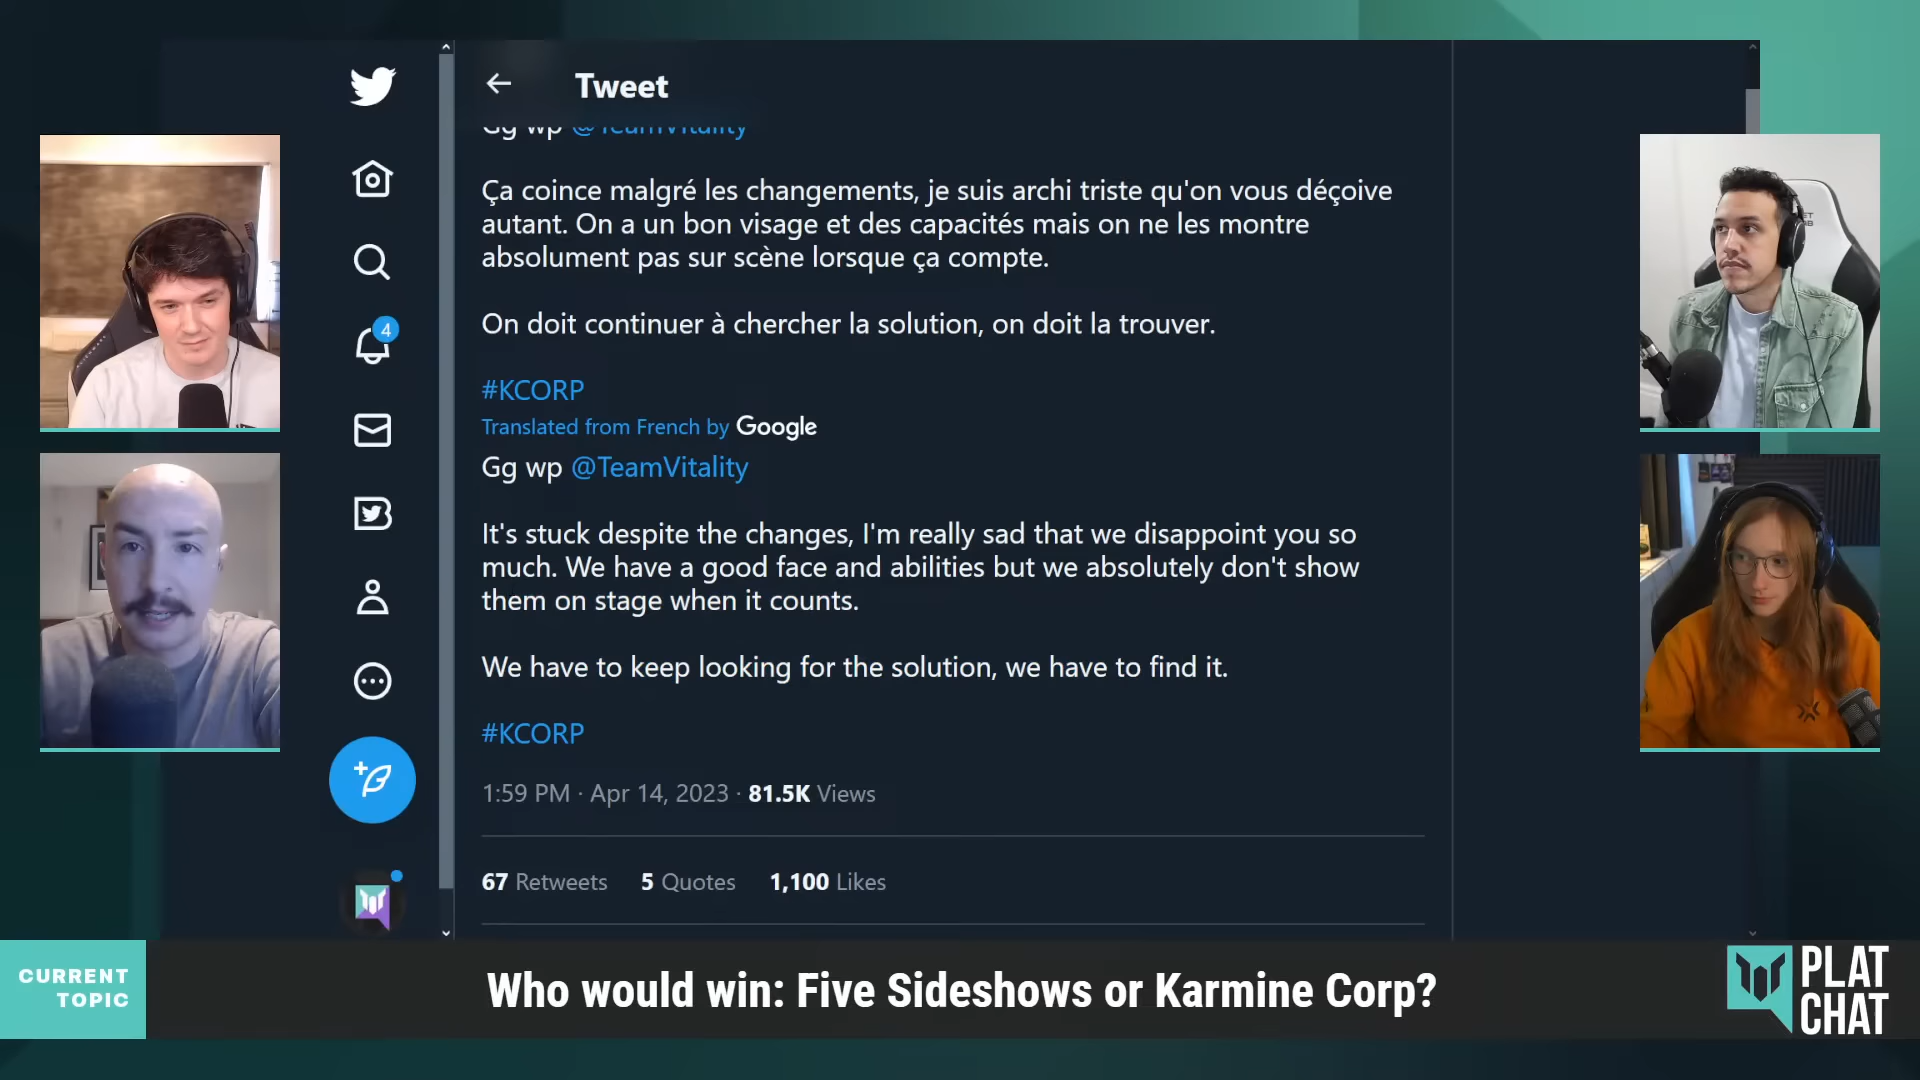 Tweet
Gg wp @TeamVitality
Ça coince malgré les changements, je suis archi triste qu'on vous déçoive
autant. On a un bon visage et des capacités mais on ne les montre
absolument pas sur scène lorsque ça compte.
On doit continuer à chercher la solution, on doit la trouver.
#KCORP
Translated from French by Google
Gg wp @TeamVitality
It's stuck despite the changes, I'm really sad that we disappoint you so
much. We have a good face and abilities but we absolutely don't show
them on stage when it counts.
We have to keep looking for the solution, we have to find it.
#KCORP
1:59 PM · Apr 14, 2023 · 81.5K Views
67 Retweets 5 Quotes 1,100 Likes
4
CURRENT
TOPIC
Who would win: Five Sideshows or Karmine Corp?
PLAT
CHAT